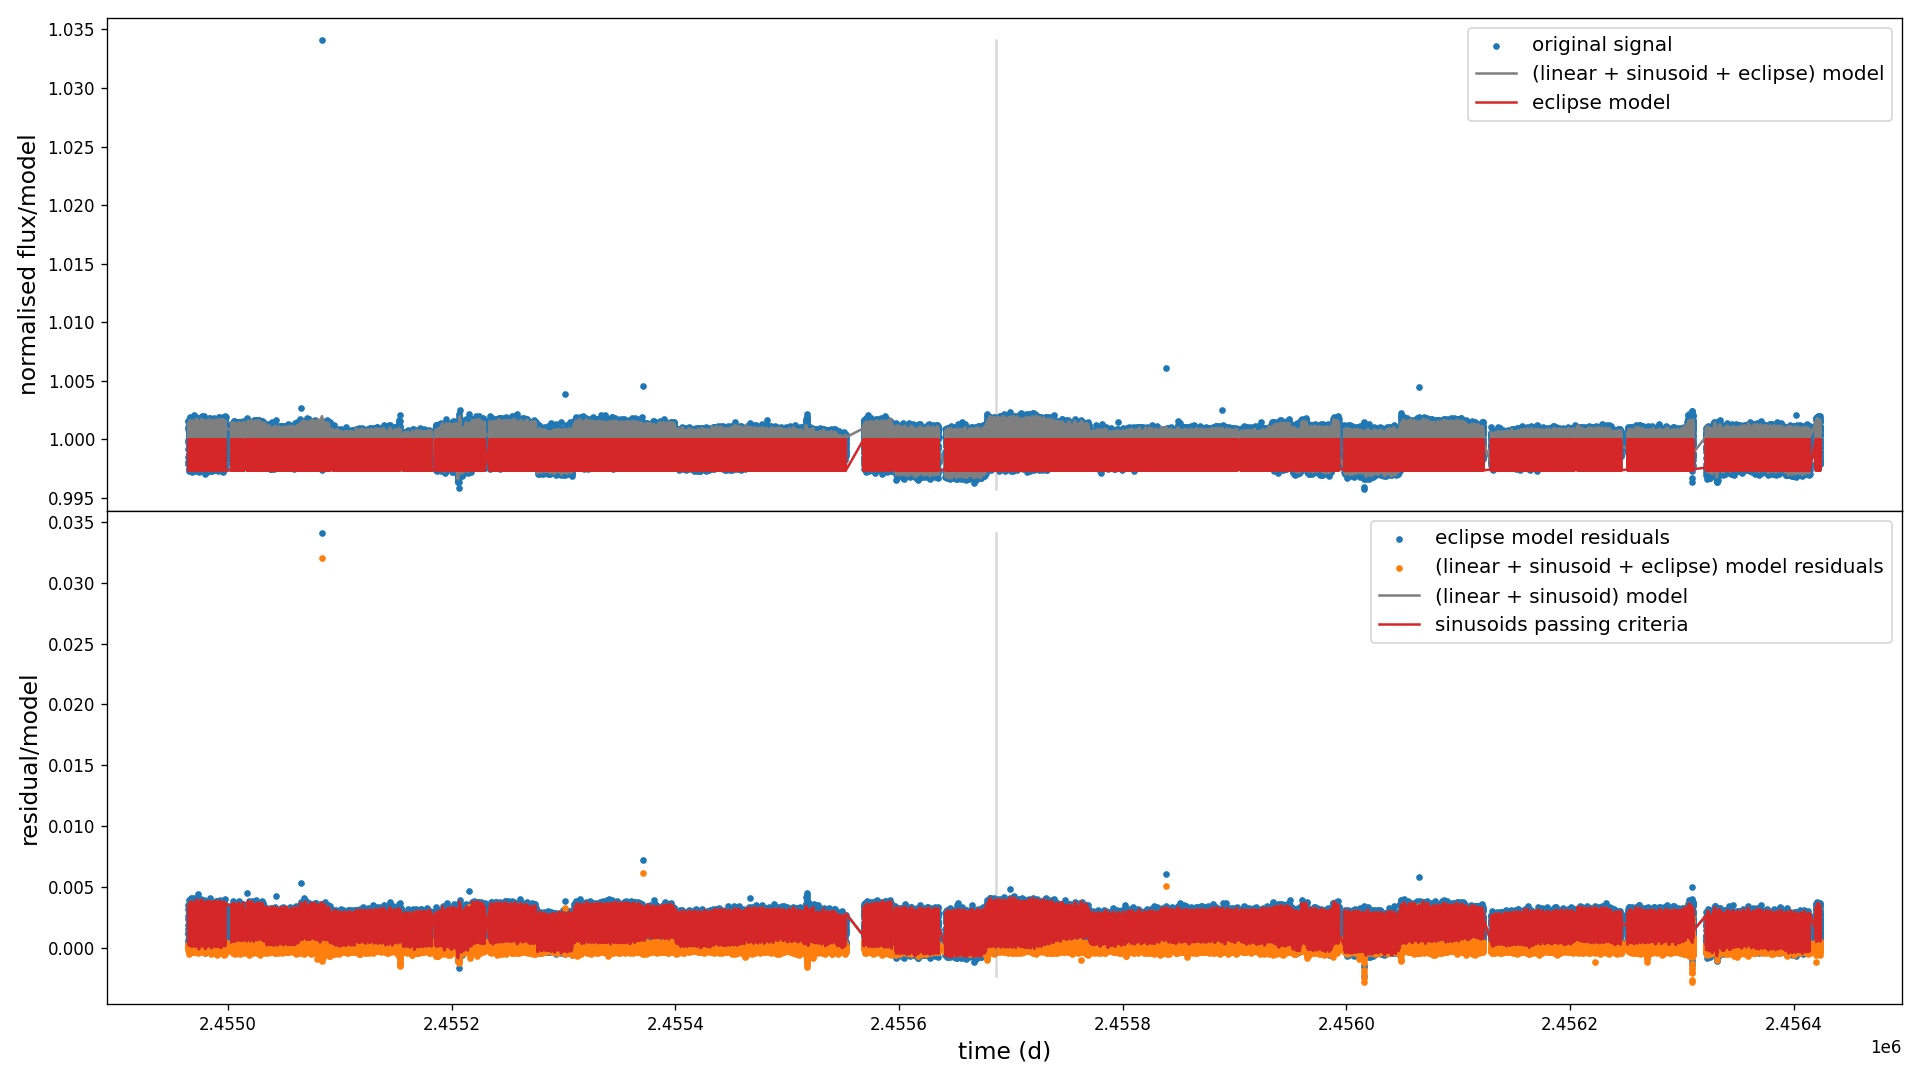 1.035
1.030
1.025
1.020
1.015
1.010
1.005
1.000
0.995
normalised flux/model
original signal
(linear + sinusoid + eclipse) model
eclipse model
0.035
0.030
0.025
0.020
0.015
0.010
0.005
0.000
residual/model
eclipse model residuals
(linear + sinusoid + eclipse) model residuals
(linear + sinusoid) model
sinusoids passing criteria
2.4550 2.4552 2.4554 2.4556 2.4558 2.4560 2.4562 2.4564
1e6
time (d)